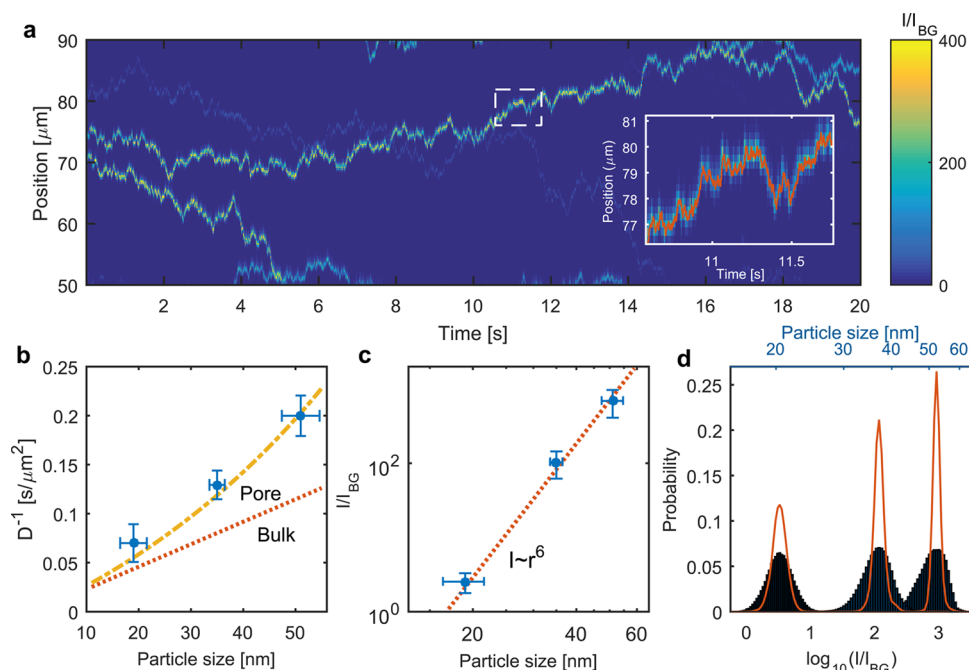 a
I/I_BG
90
80
70
60
50
Position [μm]
2
4
6
8
10
12
14
16
18
20
Time [s]
400
200
0
81
80
79
78
77
Position (μm)
11
11.5
Time [s]
b
0.25
0.2
0.15
0.1
0.05
0
D⁻¹ [s/μm²]
Pore
Bulk
10
20
30
40
50
Particle size [nm]
c
I/I_BG
10²
10⁰
I~r⁶
20
40
60
Particle size [nm]
d
Particle size [nm]
20
30
40
50
60
0.25
0.2
0.15
0.1
0.05
0
Probability
0
1
2
3
log₁₀(I/I_BG)